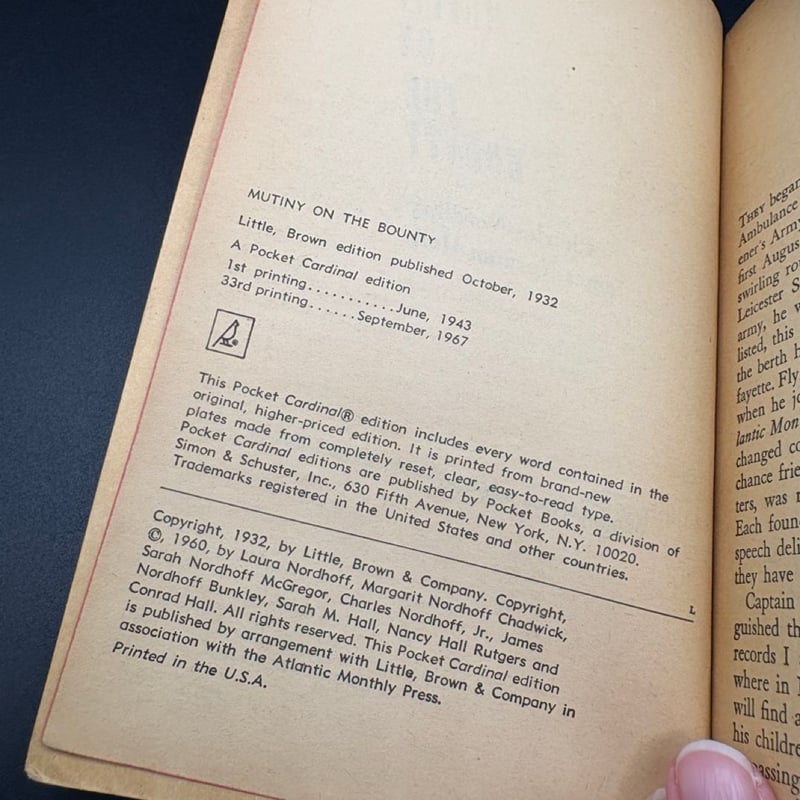 MUTINY ON THE BOUNTY
Little, Brown edition published October, 1932
A Pocket Cardinal edition
1st printing...........June, 1943
33rd printing......September, 1967
This Pocket Cardinal® edition includes every word contained in the
original, higher-priced edition. It is printed from brand-new
plates made from completely reset, clear, easy-to-read type.
Pocket Cardinal editions are published by Pocket Books, a division of
Simon & Schuster, Inc., 630 Fifth Avenue, New York, N.Y. 10020.
Trademarks registered in the United States and other countries.
L
Copyright, 1932, by Little, Brown & Company. Copyright,
©, 1960, by Laura Nordhoff, Margarit Nordhoff Chadwick,
Sarah Nordhoff McGregor, Charles Nordhoff, Jr., James
Nordhoff Bunkley, Sarah M. Hall, Nancy Hall Rutgers and
Conrad Hall. All rights reserved. This Pocket Cardinal edition
is published by arrangement with Little, Brown & Company in
association with the Atlantic Monthly Press.
Printed in the U.S.A.
THEY began
Ambulance
ener's Army
first August
swirling
Leicester
army, he
listed, this
the berth
fayette. Fly
when he
lantic Mon
changed
chance
ters, was
Each
speech
they have
Captain
guished
records I
where in
will find a
his